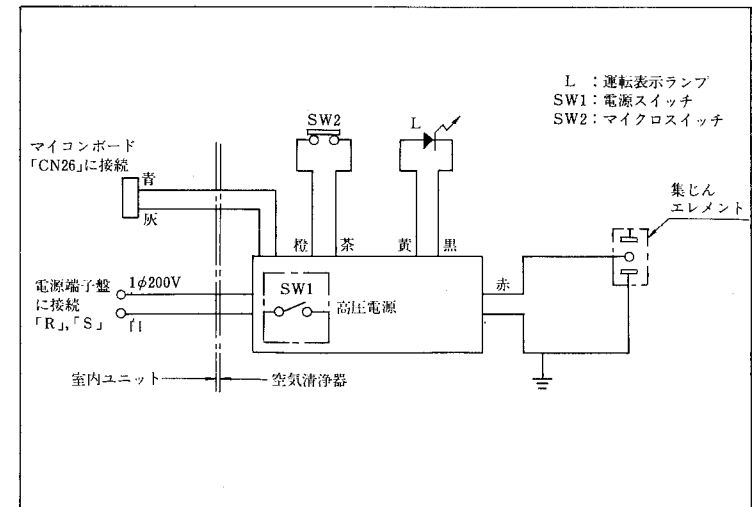 L ：運転表示ランプ
SW1：電源スイッチ
SW2：マイクロスイッチ
SW2
L
マイコンボード
「CN26」に接続
青
灰
集じん
エレメント
橙
茶
黄
黒
電源端子盤
に接続
「R」,「S」
1φ200V
白
SW1
高圧電源
赤
室内ユニット
空気清浄器